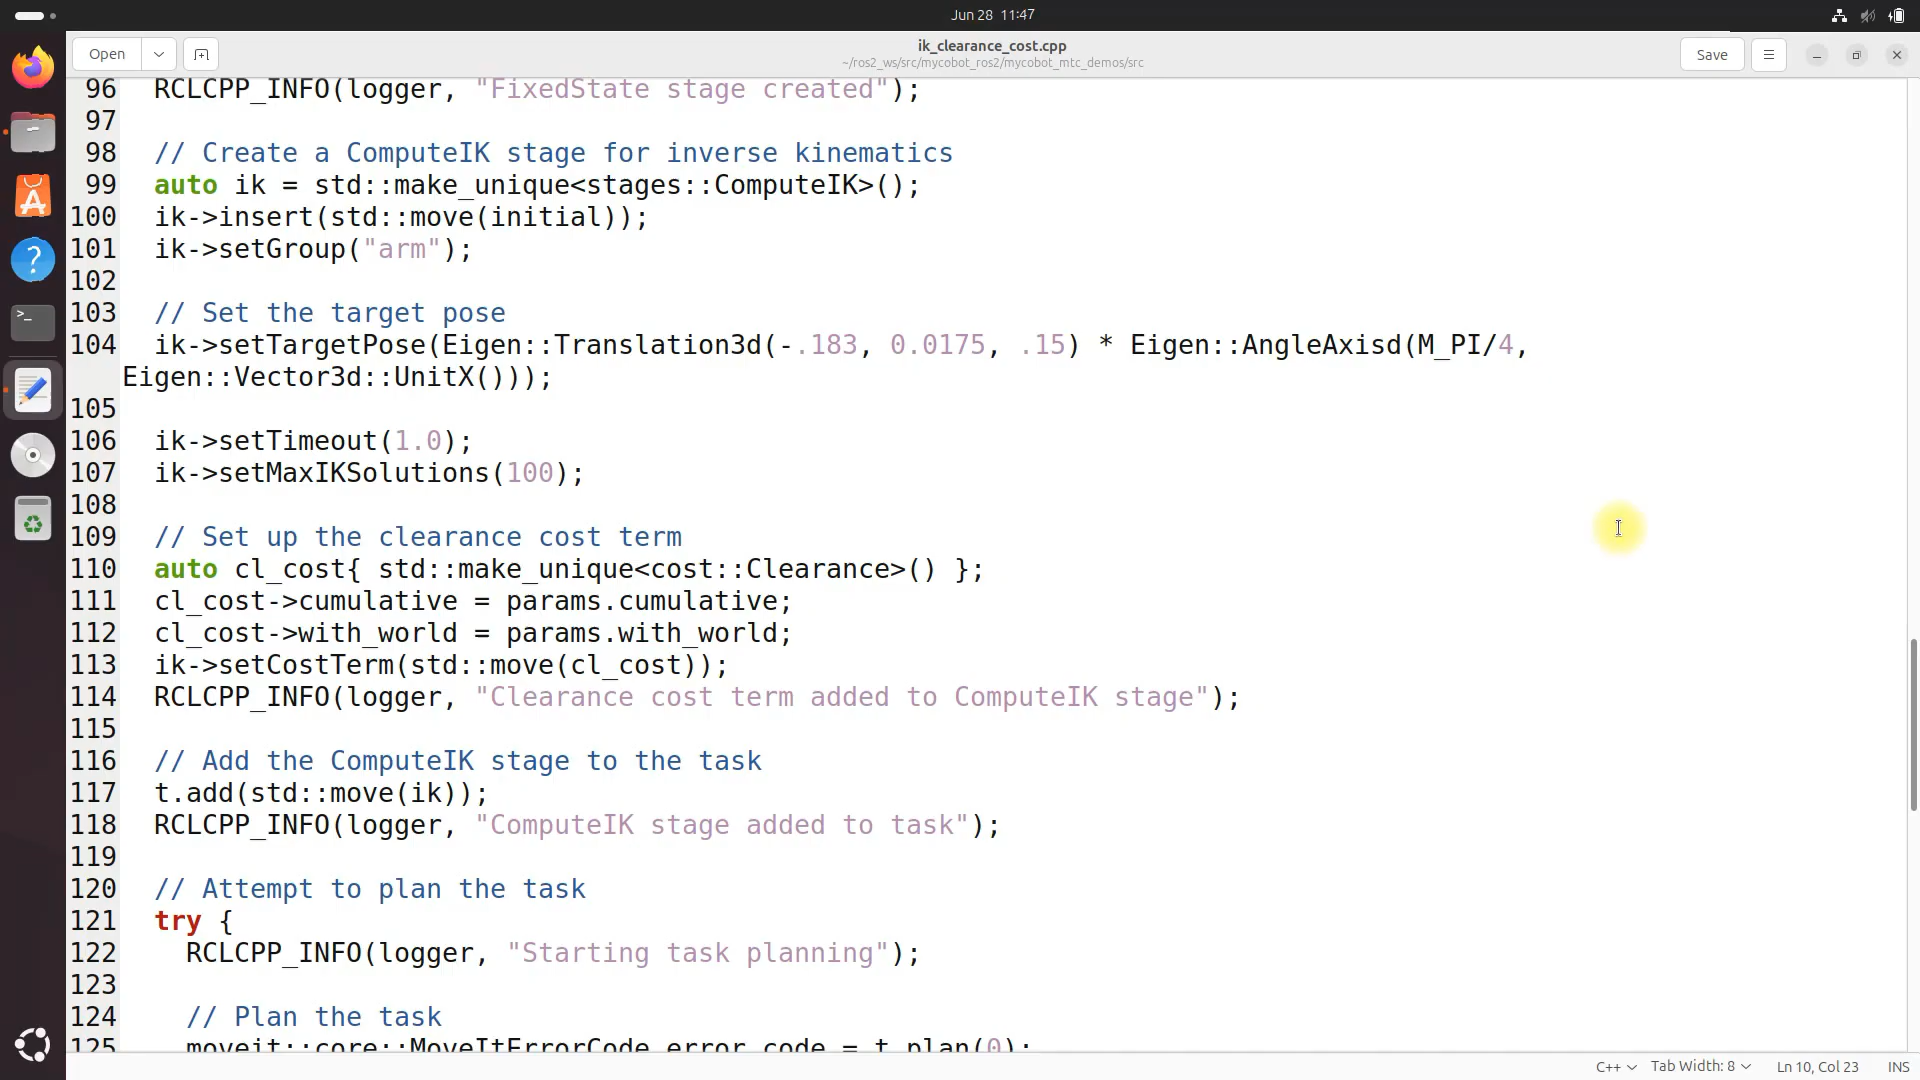 Jun 28 11:47
Open
ik_clearance_cost.cpp
~/ros2_ws/src/mycobot_ros2/mycobot_mtc_demos/src
Save
96 RCLCPP_INFO(logger, "FixedState stage created");
97
98 // Create a ComputeIK stage for inverse kinematics
99 auto ik = std::make_unique<stages::ComputeIK>();
100 ik->insert(std::move(initial));
101 ik->setGroup("arm");
102
103 // Set the target pose
104 ik->setTargetPose(Eigen::Translation3d(-.183, 0.0175, .15) * Eigen::AngleAxisd(M_PI/4,
Eigen::Vector3d::UnitX()));
105
106 ik->setTimeout(1.0);
107 ik->setMaxIKSolutions(100);
108
109 // Set up the clearance cost term
110 auto cl_cost{ std::make_unique<cost::Clearance>() };
111 cl_cost->cumulative = params.cumulative;
112 cl_cost->with_world = params.with_world;
113 ik->setCostTerm(std::move(cl_cost));
114 RCLCPP_INFO(logger, "Clearance cost term added to ComputeIK stage");
115
116 // Add the ComputeIK stage to the task
117 t.add(std::move(ik));
118 RCLCPP_INFO(logger, "ComputeIK stage added to task");
119
120 // Attempt to plan the task
121 try {
122 RCLCPP_INFO(logger, "Starting task planning");
123
124 // Plan the task
125 moveit::core::MoveItErrorCode error_code = t.plan(0);
C++ Tab Width: 8 Ln 10, Col 23 INS